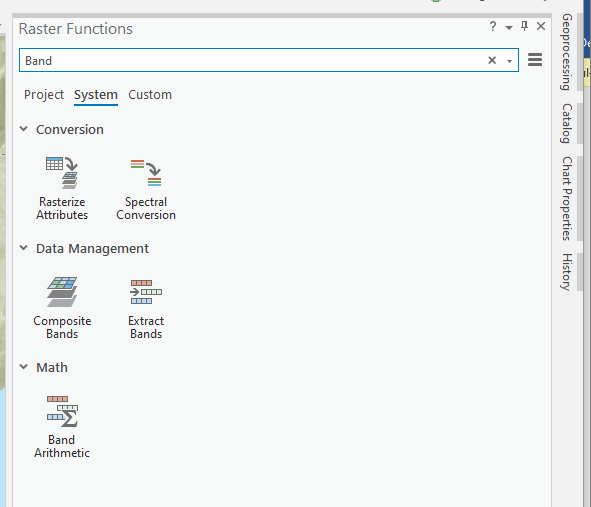 Raster Functions
?
Band
Project System Custom
Conversion
Rasterize
Attributes
Spectral
Conversion
Data Management
Composite
Bands
Extract
Bands
Math
Band
Arithmetic
Geoprocessing
Catalog
Chart Properties
History